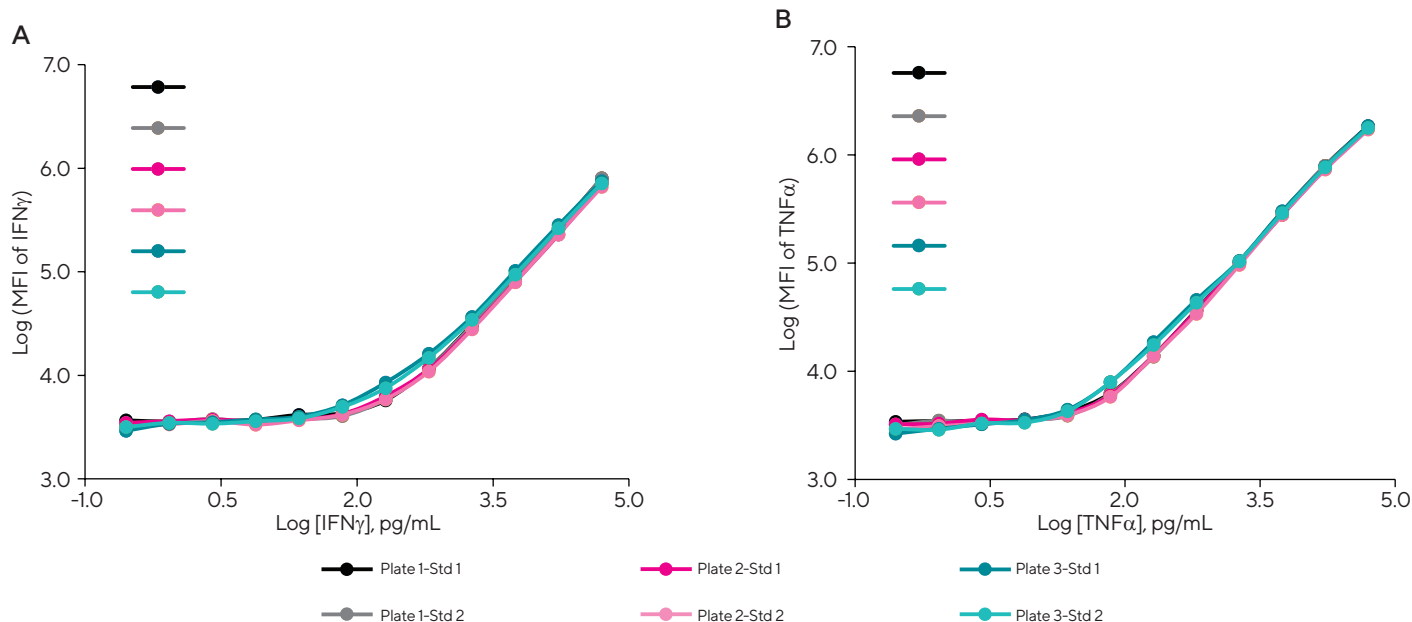 A
Log (MFI of IFNγ)
7.0
6.0
5.0
4.0
3.0
-1.0 0.5 2.0 3.5 5.0
Log [IFNγ], pg/mL
B
Log (MFI of TNFα)
7.0
6.0
5.0
4.0
3.0
-1.0 0.5 2.0 3.5 5.0
Log [TNFα], pg/mL
Plate 1-Std 1 Plate 2-Std 1 Plate 3-Std 1
Plate 1-Std 2 Plate 2-Std 2 Plate 3-Std 2